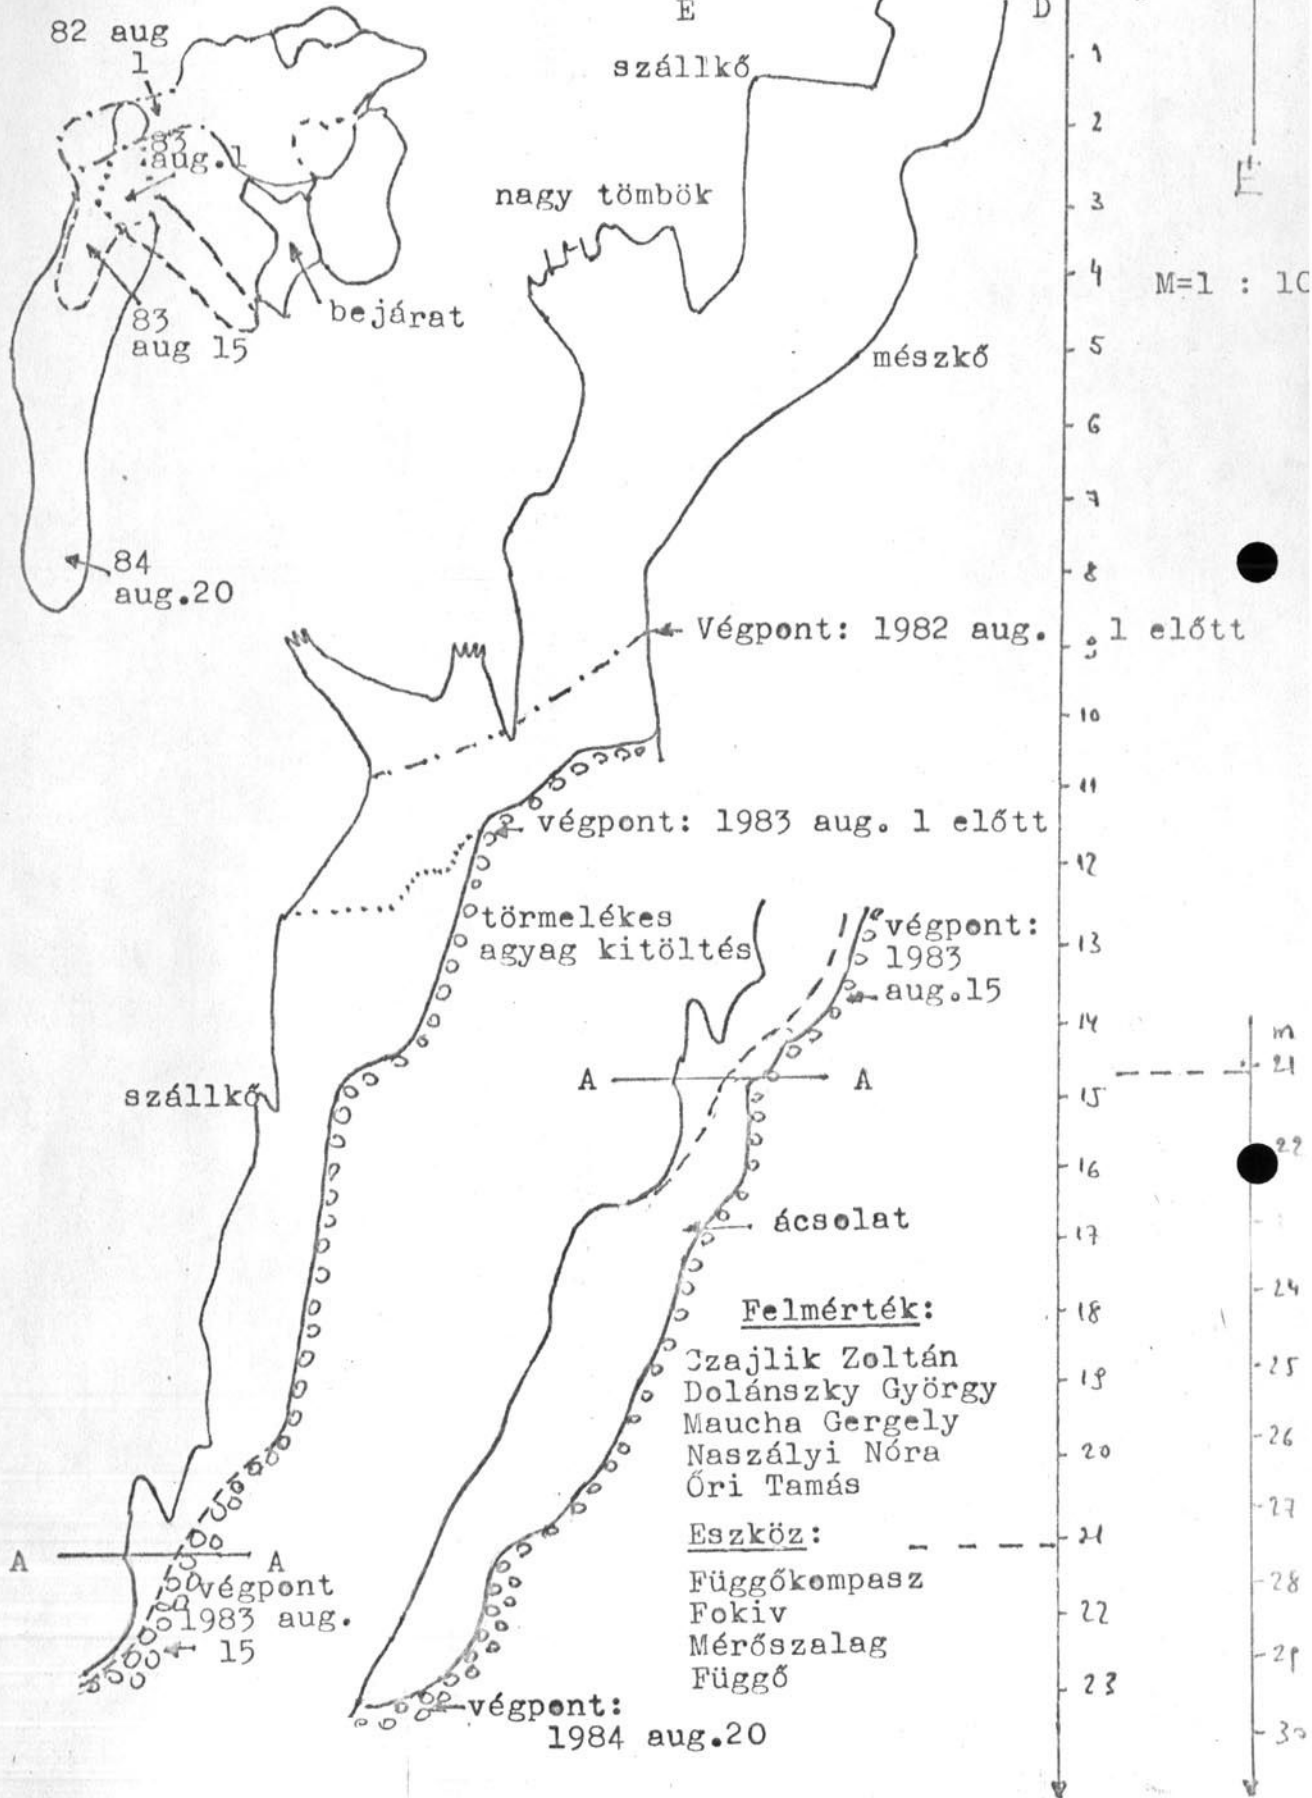 E
D
82 aug
1
szállkő
83
aug.1
nagy tömbök
É
M=1 : 10
83
aug 15
bejárat
mészkő
84
aug.20
Végpont: 1982 aug. 1 előtt
végpont: 1983 aug. 1 előtt
törmelékes
agyag kitöltés
végpont:
1983
aug.15
szállkő
A
A
ácsolat
Felmérték:
Czajlik Zoltán
Dolánszky György
Maucha Gergely
Naszályi Nóra
Őri Tamás
Eszköz:
Függőkompasz
Fokiv
Mérőszalag
Függő
A
A
végpont
1983 aug.
15
végpont:
1984 aug.20
1
2
3
4
5
6
7
8
9
10
11
12
13
14
15
16
17
18
19
20
21
22
23
m
21
22
24
25
26
27
28
29
30